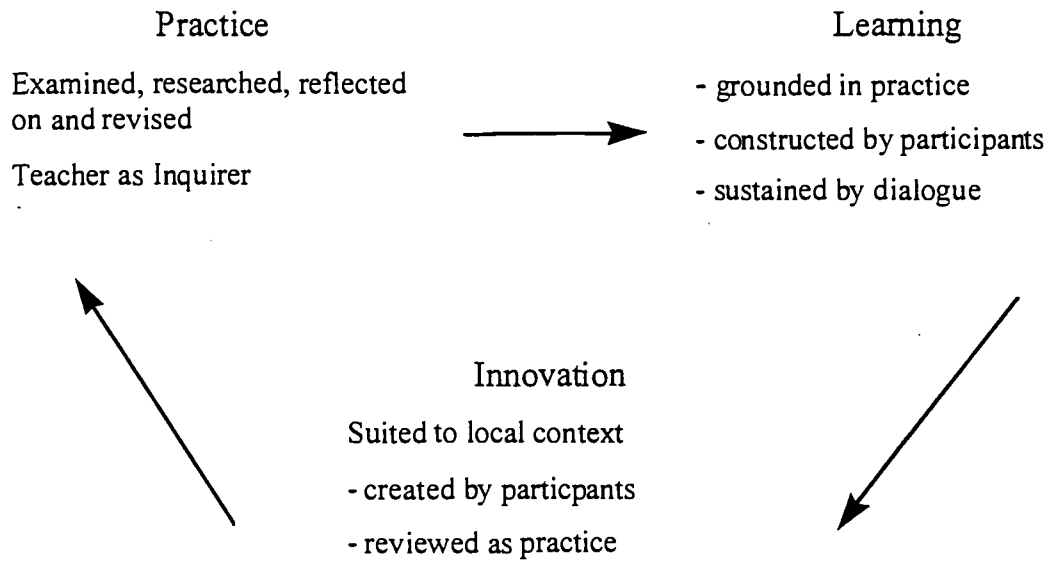 Practice
Examined, researched, reflected
on and revised
Teacher as Inquirer
Learning
- grounded in practice
- constructed by participants
- sustained by dialogue
Innovation
Suited to local context
- created by particpants
- reviewed as practice